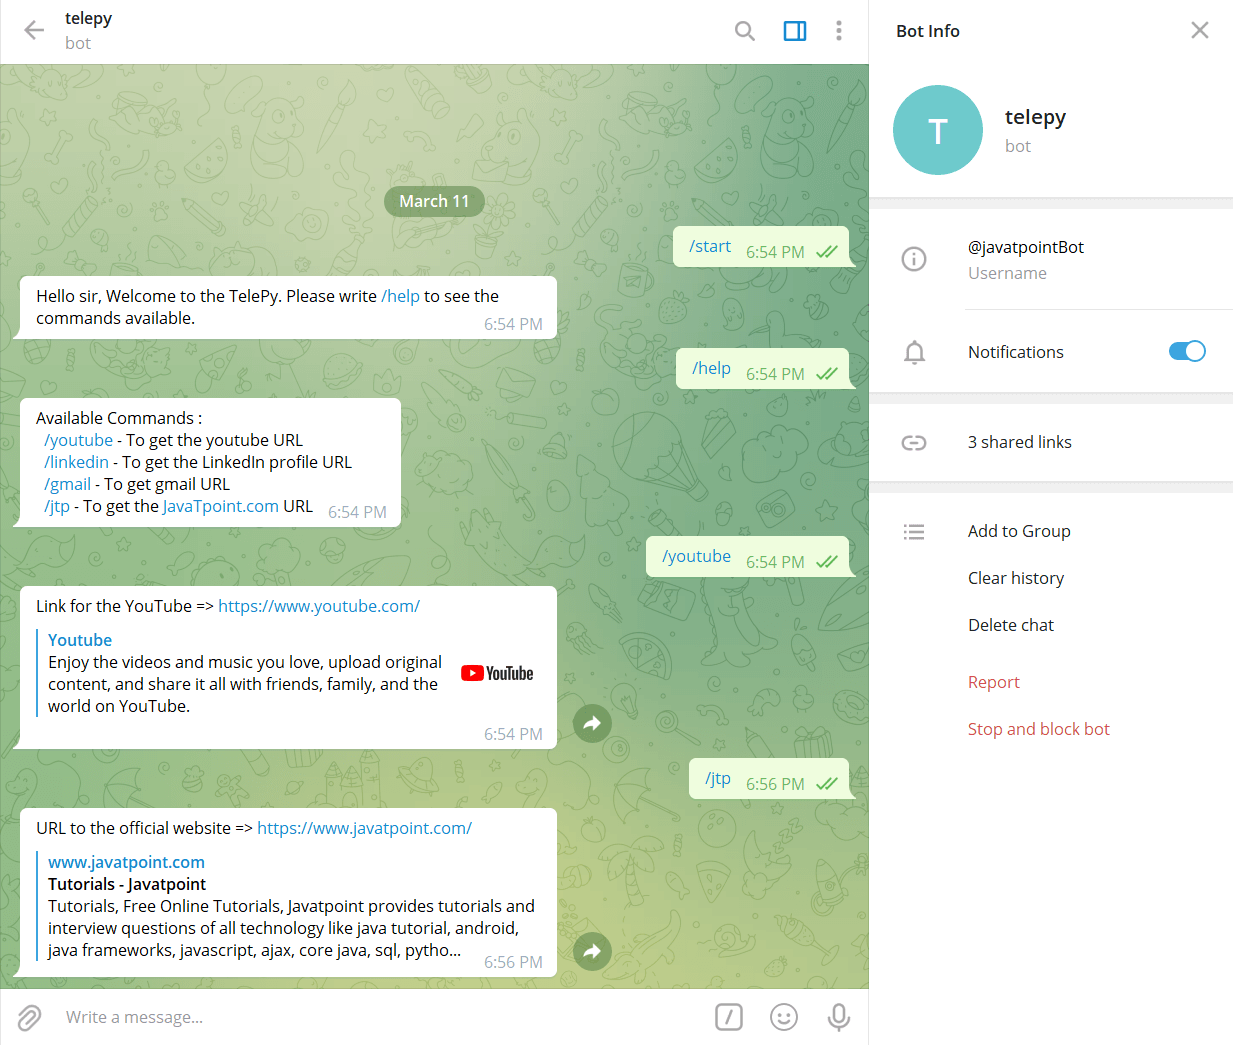 telepy
bot
March 11
/start 6:54 PM
Hello sir, Welcome to the TelePy. Please write /help to see the
commands available.
6:54 PM
/help 6:54 PM
Available Commands :
/youtube - To get the youtube URL
/linkedin - To get the LinkedIn profile URL
/gmail - To get gmail URL
/jtp - To get the JavaTpoint.com URL 6:54 PM
/youtube 6:54 PM
Link for the YouTube => https://www.youtube.com/
Youtube
Enjoy the videos and music you love, upload original
content, and share it all with friends, family, and the
world on YouTube.
YouTube
6:54 PM
/jtp 6:56 PM
URL to the official website => https://www.javatpoint.com/
www.javatpoint.com
Tutorials - Javatpoint
Tutorials, Free Online Tutorials, Javatpoint provides tutorials and
interview questions of all technology like java tutorial, android,
java frameworks, javascript, ajax, core java, sql, pytho...
6:56 PM
Write a message...
Bot Info
T
telepy
bot
@javatpointBot
Username
Notifications
3 shared links
Add to Group
Clear history
Delete chat
Report
Stop and block bot